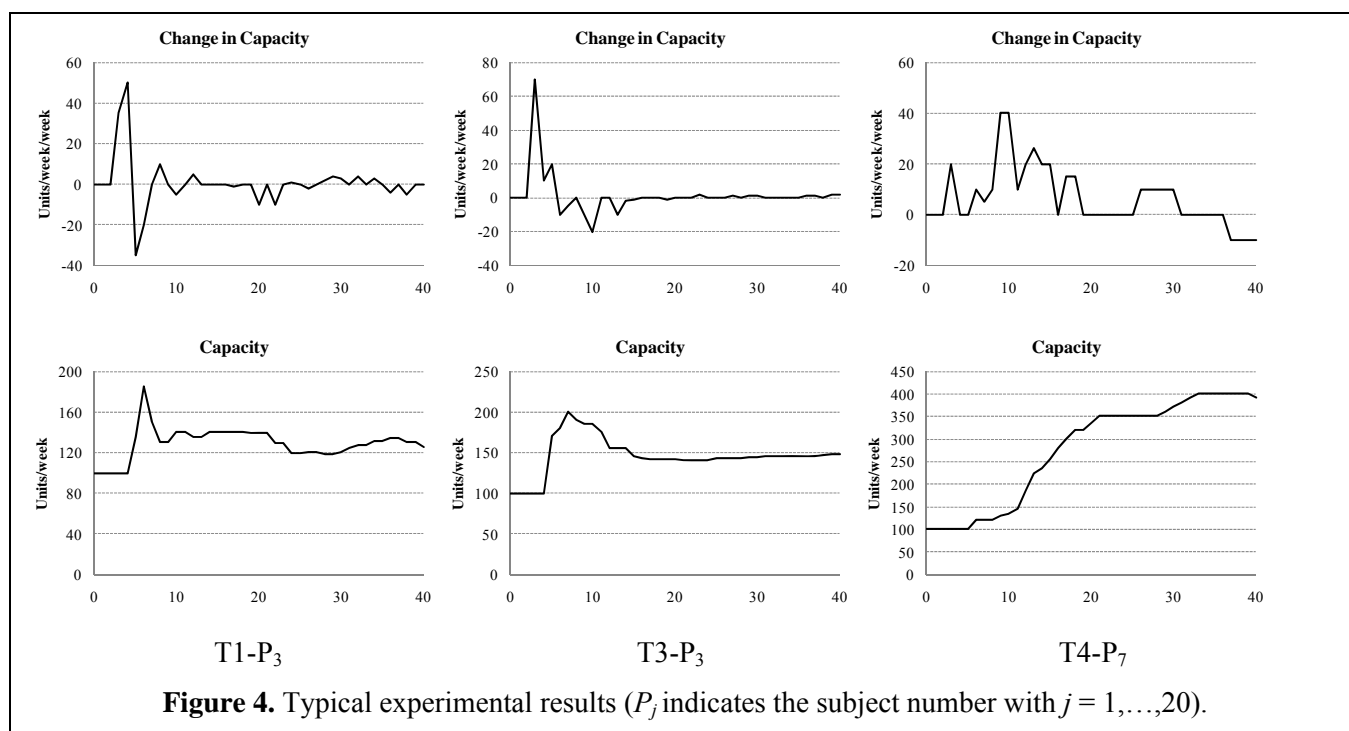 Change in Capacity
Units/week/week
60
40
20
0
-20
-40
0 10 20 30 40
Change in Capacity
Units/week/week
80
60
40
20
0
-20
-40
0 10 20 30 40
Change in Capacity
Units/week/week
60
40
20
0
-20
0 10 20 30 40
Capacity
Units/week
200
160
120
80
40
0
0 10 20 30 40
Capacity
Units/week
250
200
150
100
50
0
0 10 20 30 40
Capacity
Units/week
450
400
350
300
250
200
150
100
50
0
0 10 20 30 40
T1-P3 T3-P3 T4-P7
Figure 4. Typical experimental results (Pj indicates the subject number with j = 1,…,20).